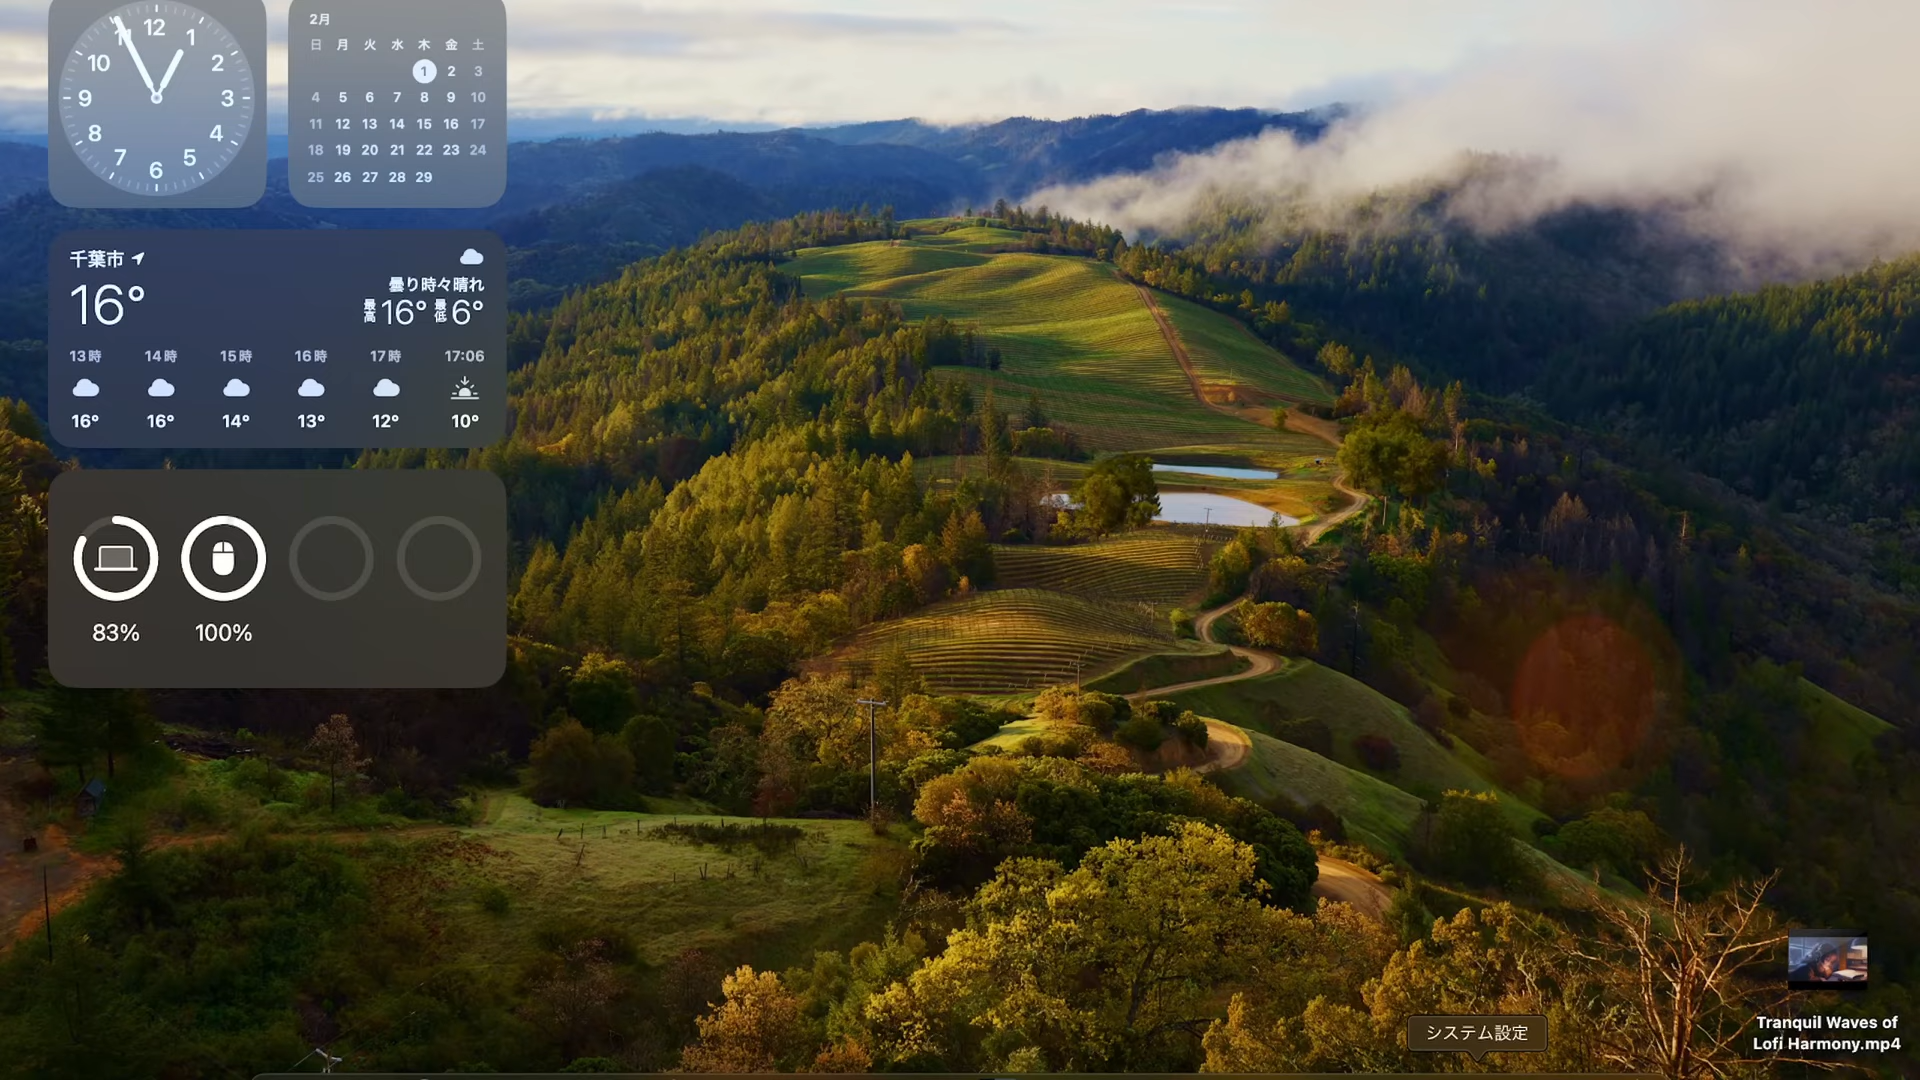 12
1
2
3
4
5
6
7
8
9
10
11
2月
日 月 火 水 木 金 土
1 2 3
4 5 6 7 8 9 10
11 12 13 14 15 16 17
18 19 20 21 22 23 24
25 26 27 28 29
千葉市
16°
曇り時々晴れ
最高16° 最低6°
13時 14時 15時 16時 17時 17:06
16° 16° 14° 13° 12° 10°
83% 100%
システム設定
Tranquil Waves of
Lofi Harmony.mp4